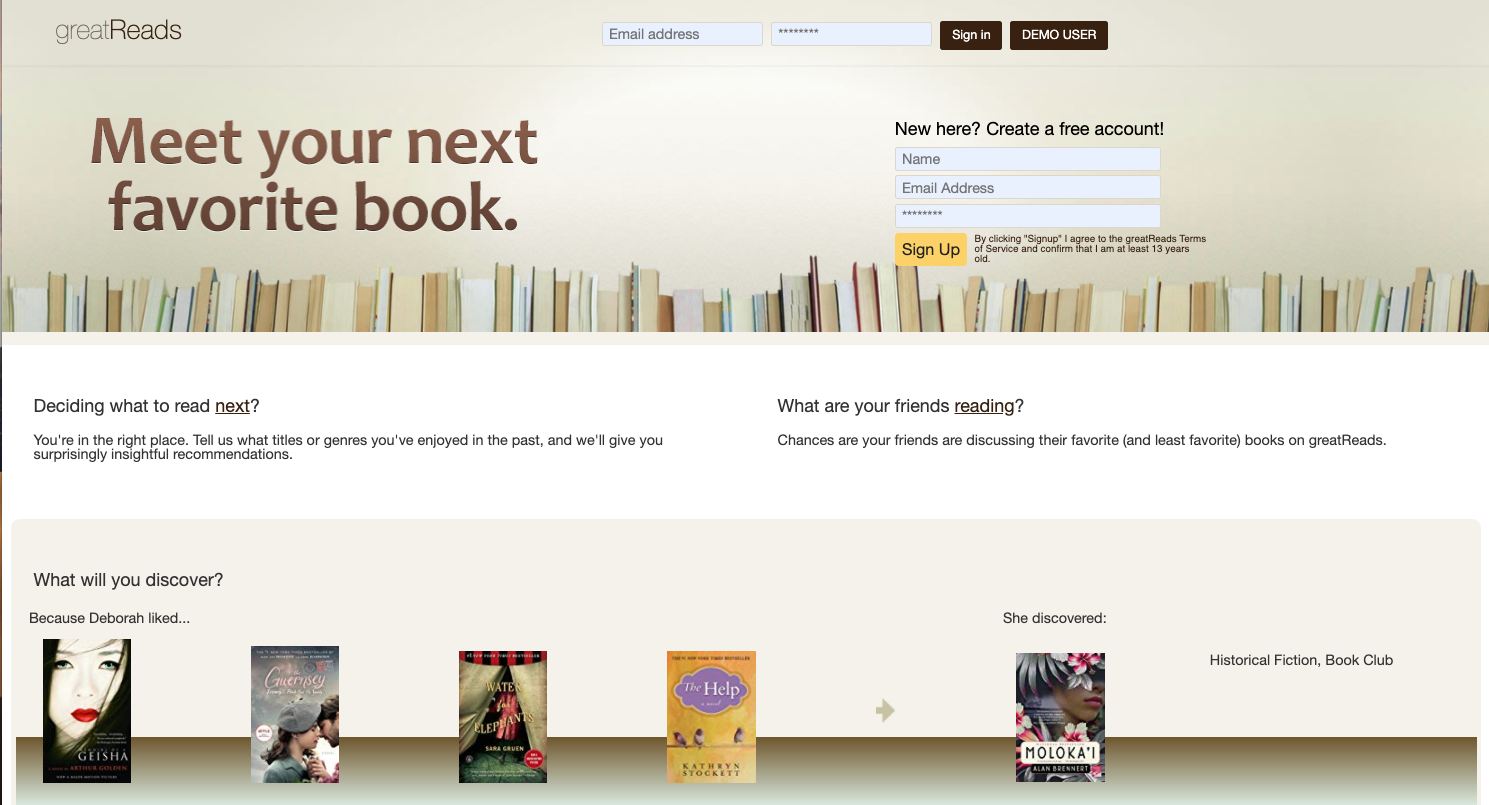 greatReads
Email address
********
Sign in
DEMO USER
Meet your next
favorite book.
New here? Create a free account!
Name
Email Address
********
Sign Up
By clicking "Signup" I agree to the greatReads Terms
of Service and confirm that I am at least 13 years
old.
Deciding what to read next?
You're in the right place. Tell us what titles or genres you've enjoyed in the past, and we'll give you
surprisingly insightful recommendations.
What are your friends reading?
Chances are your friends are discussing their favorite (and least favorite) books on greatReads.
What will you discover?
Because Deborah liked...
GEISHA
ARTHUR GOLDEN
Guernsey
WATER
for
ELEPHANTS
SARA GRUEN
The Help
a novel
KATHRYN
STOCKETT
She discovered:
MOLOKA'I
ALAN BRENNERT
Historical Fiction, Book Club